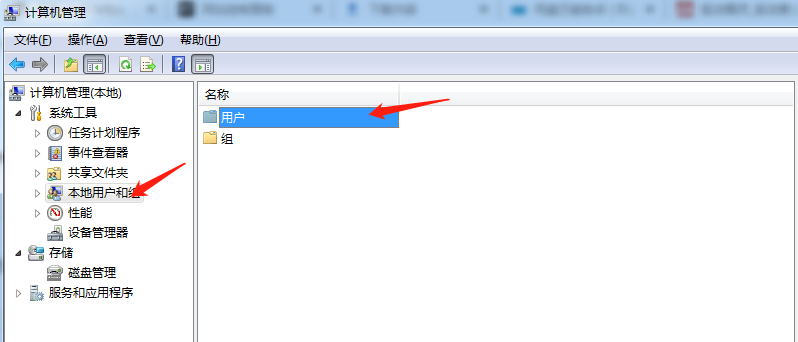 计算机管理
文件(F) 操作(A) 查看(V) 帮助(H)
计算机管理(本地)
系统工具
任务计划程序
事件查看器
共享文件夹
本地用户和组
性能
设备管理器
存储
磁盘管理
服务和应用程序
名称
用户
组